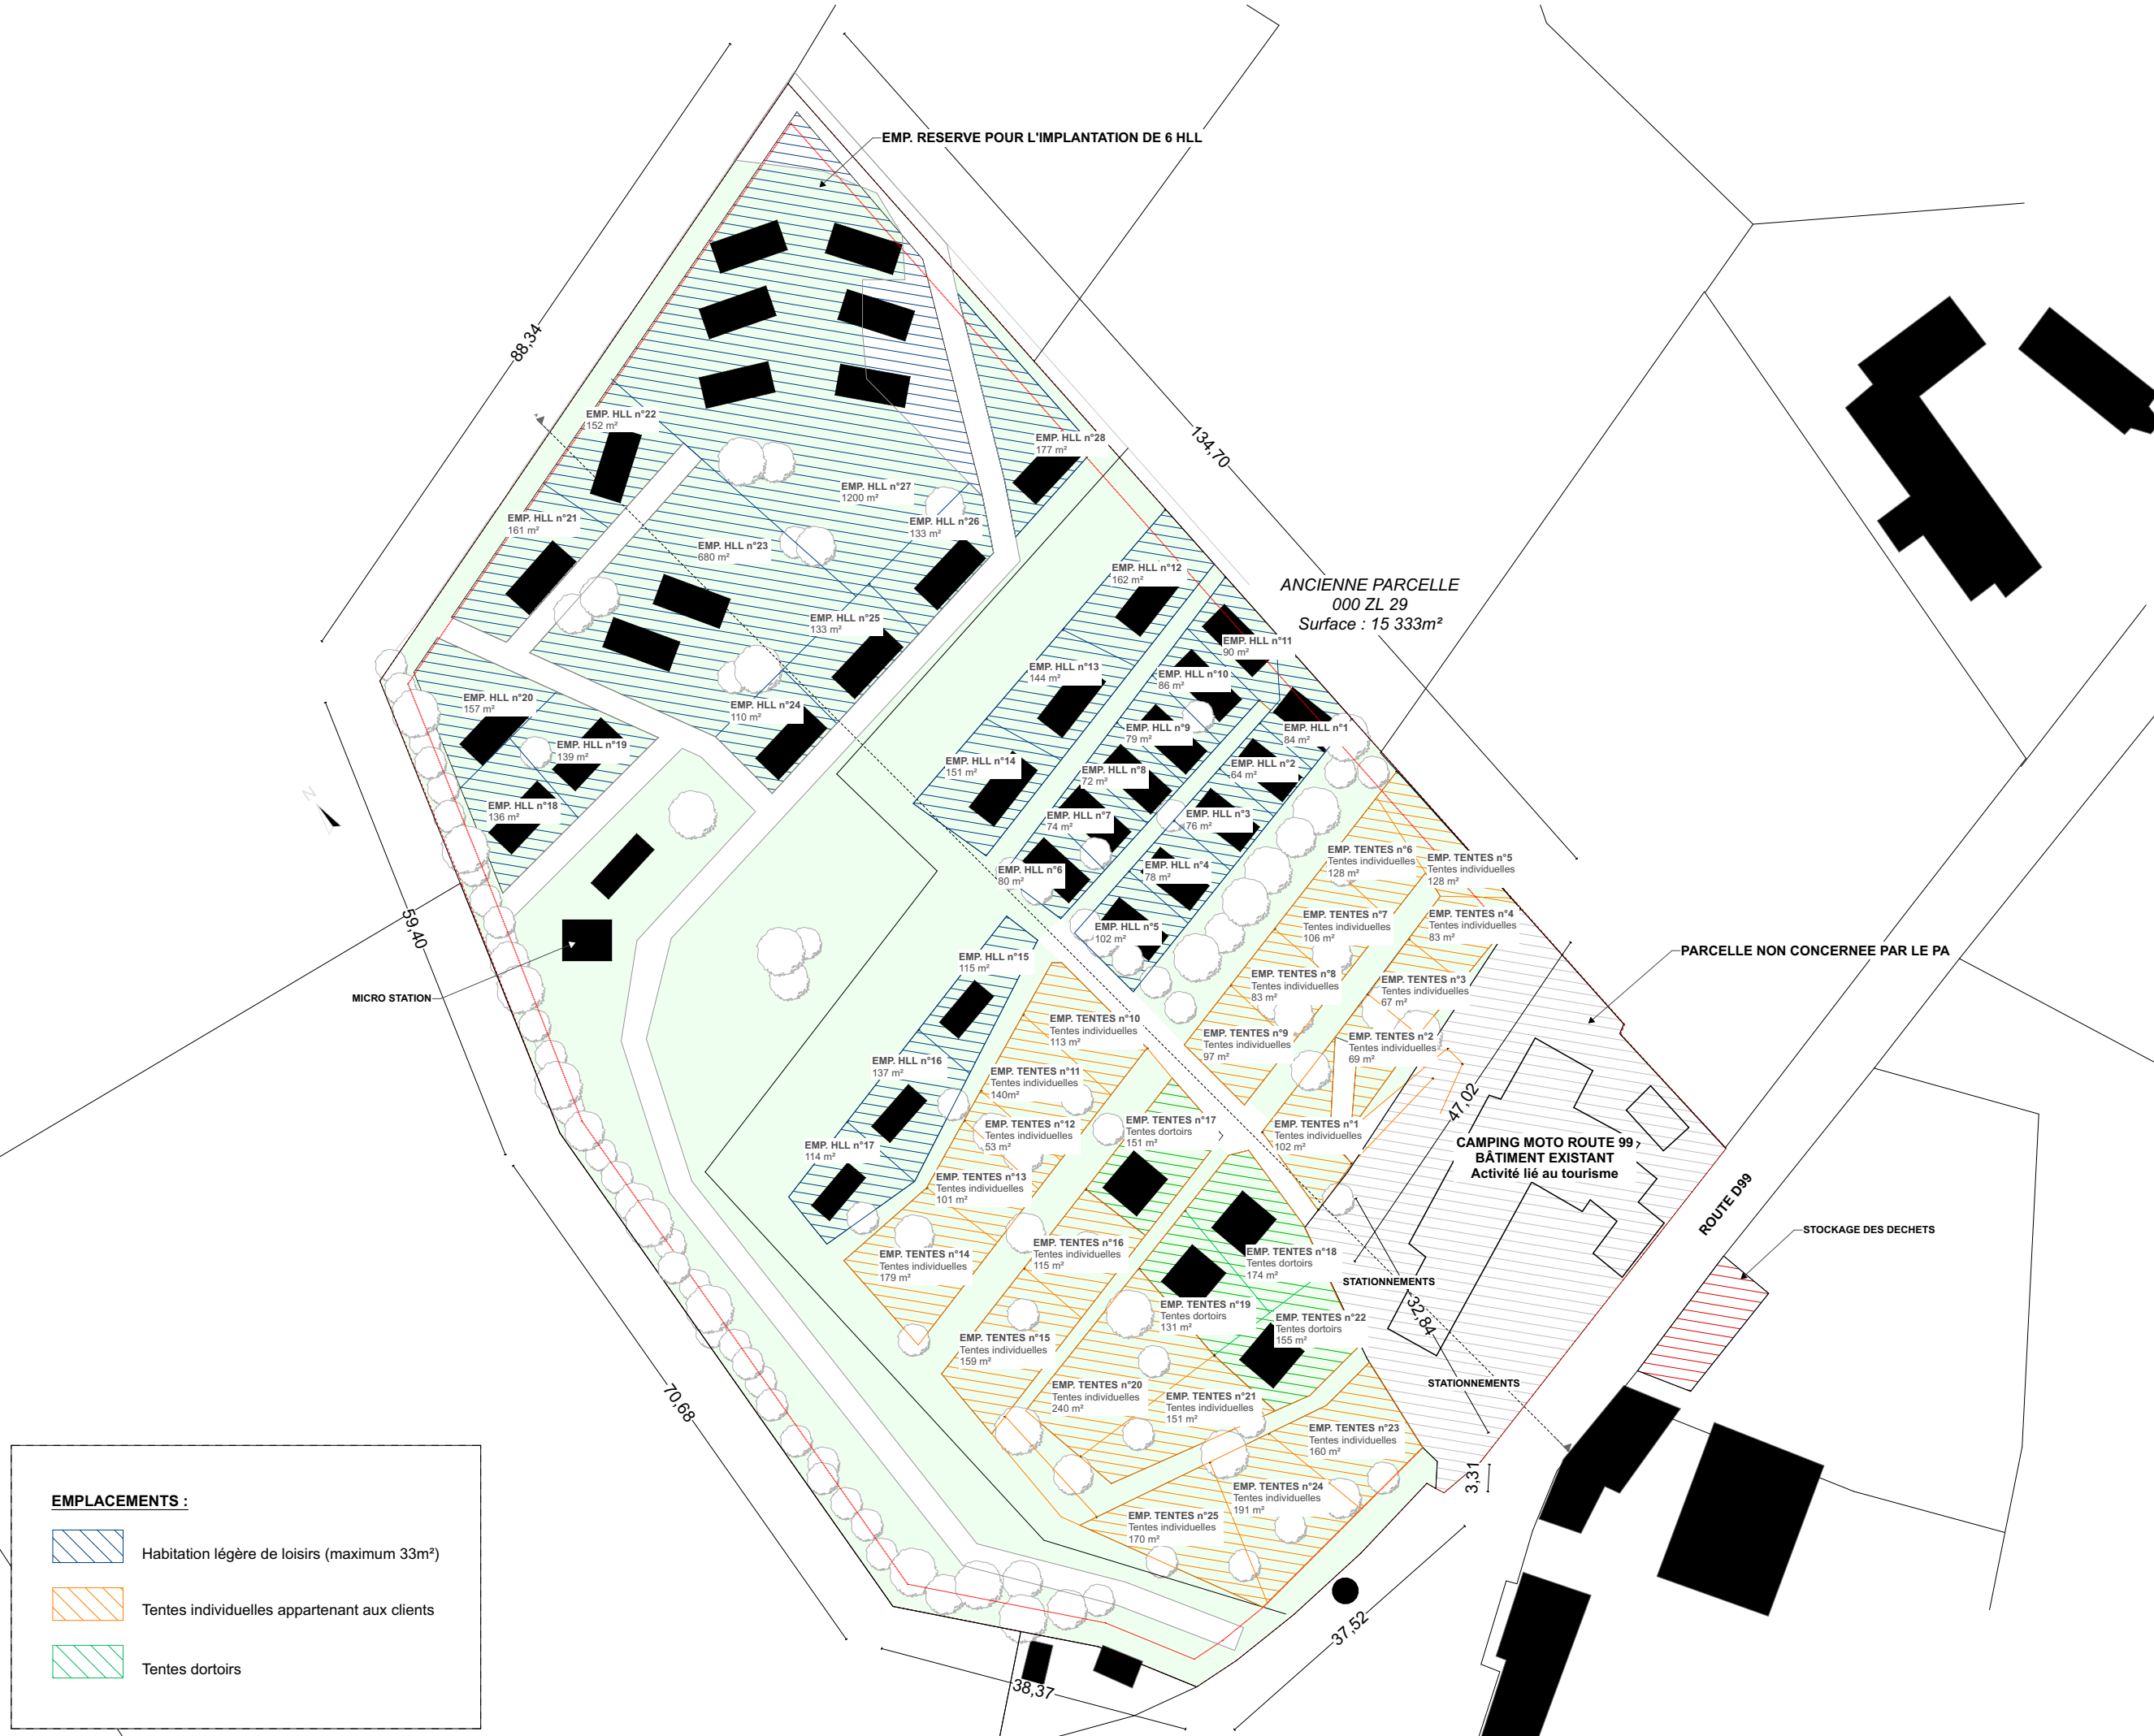 EMP. RESERVE POUR L'IMPLANTATION DE 6 HLL
88,34
134,70
EMP. HLL n°22
152 m²
EMP. HLL n°28
177 m²
EMP. HLL n°27
1200 m²
EMP. HLL n°21
161 m²
EMP. HLL n°26
133 m²
EMP. HLL n°23
680 m²
EMP. HLL n°12
162 m²
ANCIENNE PARCELLE
000 ZL 29
Surface : 15 333m²
EMP. HLL n°25
133 m²
EMP. HLL n°11
90 m²
EMP. HLL n°13
144 m²
EMP. HLL n°10
86 m²
EMP. HLL n°20
157 m²
EMP. HLL n°24
110 m²
EMP. HLL n°9
79 m²
EMP. HLL n°1
84 m²
EMP. HLL n°19
139 m²
EMP. HLL n°14
151 m²
EMP. HLL n°8
72 m²
EMP. HLL n°2
64 m²
N
EMP. HLL n°18
136 m²
EMP. HLL n°7
74 m²
EMP. HLL n°3
76 m²
EMP. HLL n°6
80 m²
EMP. HLL n°4
78 m²
EMP. TENTES n°6
Tentes individuelles
128 m²
EMP. TENTES n°5
Tentes individuelles
128 m²
59,40
EMP. HLL n°5
102 m²
EMP. TENTES n°7
Tentes individuelles
106 m²
EMP. TENTES n°4
Tentes individuelles
83 m²
PARCELLE NON CONCERNEE PAR LE PA
EMP. HLL n°15
115 m²
EMP. TENTES n°8
Tentes individuelles
83 m²
EMP. TENTES n°3
Tentes individuelles
67 m²
MICRO STATION
EMP. TENTES n°10
Tentes individuelles
113 m²
EMP. TENTES n°9
Tentes individuelles
97 m²
EMP. TENTES n°2
Tentes individuelles
69 m²
EMP. HLL n°16
137 m²
EMP. TENTES n°11
Tentes individuelles
140m²
47,02
EMP. TENTES n°12
Tentes individuelles
53 m²
EMP. TENTES n°17
Tentes dortoirs
151 m²
EMP. TENTES n°1
Tentes individuelles
102 m²
CAMPING MOTO ROUTE 99
BÂTIMENT EXISTANT
Activité lié au tourisme
EMP. HLL n°17
114 m²
EMP. TENTES n°13
Tentes individuelles
101 m²
ROUTE D99
STOCKAGE DES DECHETS
EMP. TENTES n°14
Tentes individuelles
179 m²
EMP. TENTES n°16
Tentes individuelles
115 m²
EMP. TENTES n°18
Tentes dortoirs
174 m²
STATIONNEMENTS
32,84
EMP. TENTES n°19
Tentes dortoirs
131 m²
EMP. TENTES n°22
Tentes dortoirs
155 m²
EMP. TENTES n°15
Tentes individuelles
159 m²
STATIONNEMENTS
70,68
EMP. TENTES n°20
Tentes individuelles
240 m²
EMP. TENTES n°21
Tentes individuelles
151 m²
EMP. TENTES n°23
Tentes individuelles
160 m²
3,31
EMP. TENTES n°24
Tentes individuelles
191 m²
EMP. TENTES n°25
Tentes individuelles
170 m²
37,52
38,37
EMPLACEMENTS :
Habitation légère de loisirs (maximum 33m²)
Tentes individuelles appartenant aux clients
Tentes dortoirs